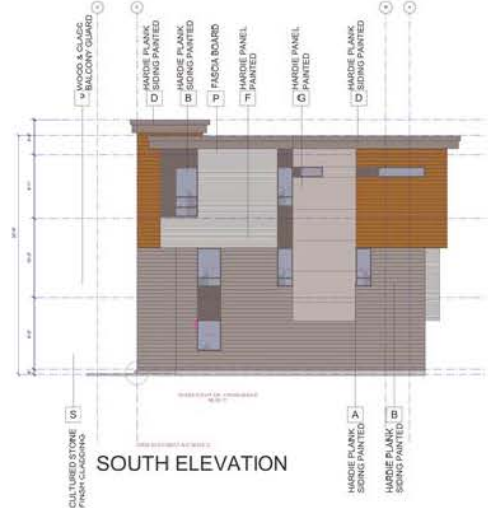 WOOD & GLASS
BALCONY GUARD
HARDIE PLANK
SIDING PAINTED
D
HARDIE PLANK
SIDING PAINTED
B
FASCIA BOARD
P
HARDIE PANEL
PAINTED
F
HARDIE PANEL
PAINTED
G
HARDIE PLANK
SIDING PAINTED
D
S
CULTURED STONE
FINISH CLADDING
A
HARDIE PLANK
SIDING PAINTED
B
HARDIE PLANK
SIDING PAINTED
SOUTH ELEVATION